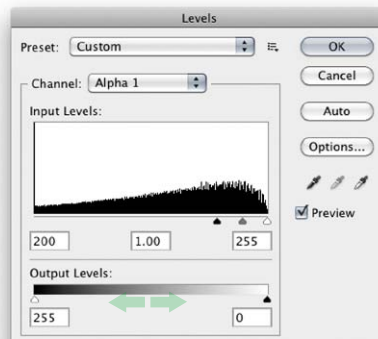 Levels
Preset: Custom
OK
Channel: Alpha 1
Cancel
Input Levels:
Auto
Options...
Preview
200 1.00 255
Output Levels:
255 0